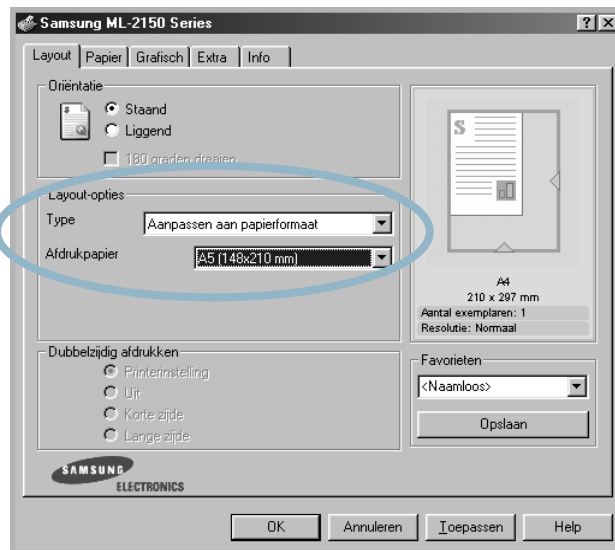 Samsung ML-2150 Series
Layout Papier Grafisch Extra Info
Oriëntatie
Staand
Liggend
180 graden draaien
Layout-opties
Type Aanpassen aan papierformaat
Afdrukpapier A5 (148x210 mm)
S
A4
210 x 297 mm
Aantal exemplaren: 1
Resolutie: Normaal
Dubbelzijdig afdrukken
Printerinstelling
Uit
Korte zijde
Lange zijde
Favorieten
<Naamloos>
Opslaan
SAMSUNG
ELECTRONICS
OK Annuleren Toepassen Help